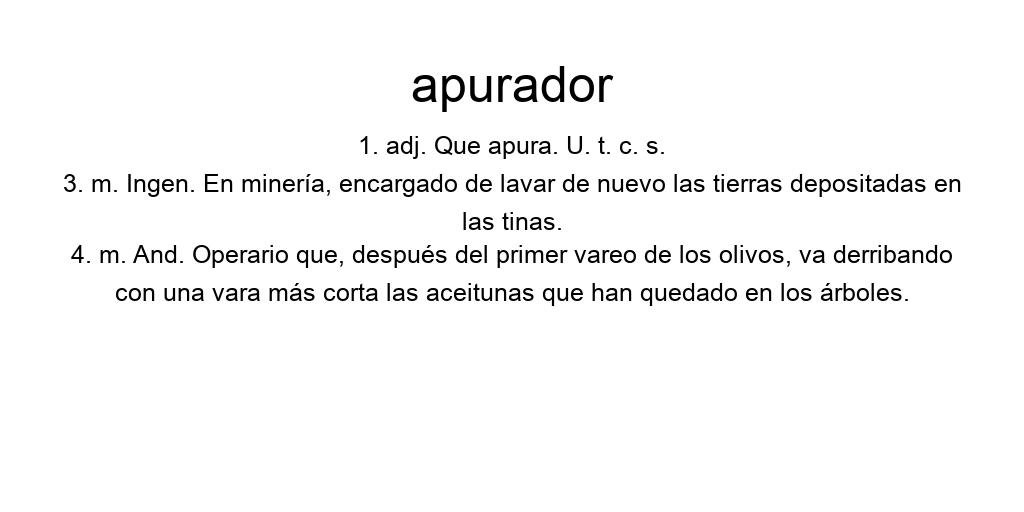 apurador
1. adj. Que apura. U. t. c. s.
3. m. Ingen. En minería, encargado de lavar de nuevo las tierras depositadas en
las tinas.
4. m. And. Operario que, después del primer vareo de los olivos, va derribando
con una vara más corta las aceitunas que han quedado en los árboles.